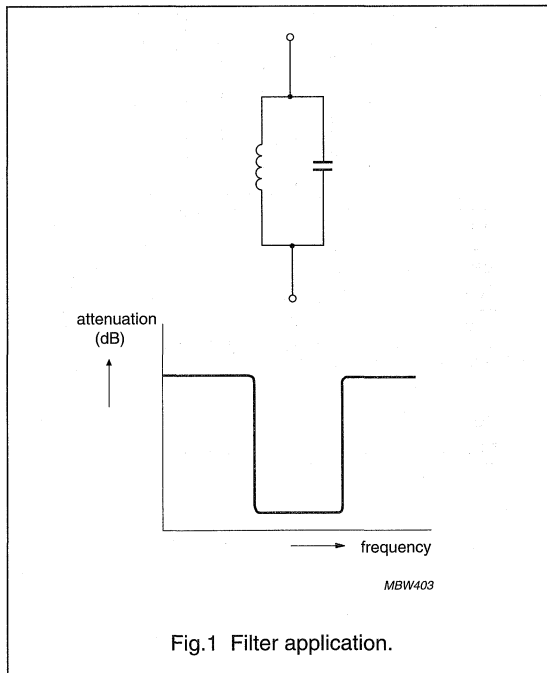 attenuation
(dB)
frequency
MBW403
Fig.1 Filter application.